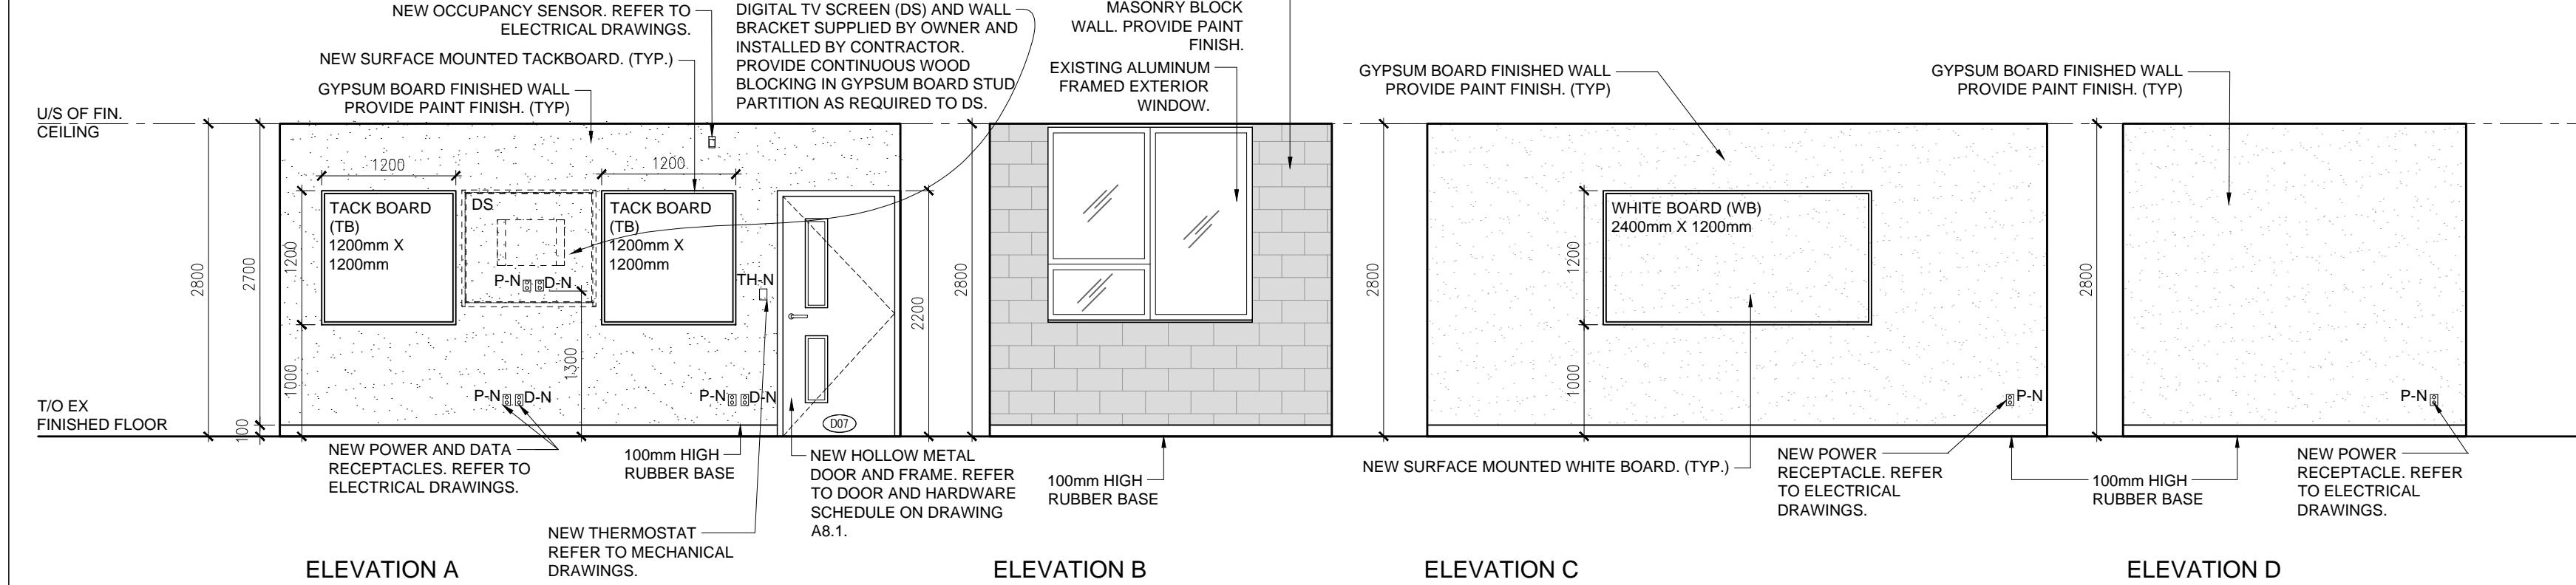 NEW OCCUPANCY SENSOR. REFER TO
ELECTRICAL DRAWINGS.
NEW SURFACE MOUNTED TACKBOARD. (TYP.)
GYPSUM BOARD FINISHED WALL
PROVIDE PAINT FINISH. (TYP)
DIGITAL TV SCREEN (DS) AND WALL
BRACKET SUPPLIED BY OWNER AND
INSTALLED BY CONTRACTOR.
PROVIDE CONTINUOUS WOOD
BLOCKING IN GYPSUM BOARD STUD
PARTITION AS REQUIRED TO DS.
MASONRY BLOCK
WALL. PROVIDE PAINT
FINISH.
EXISTING ALUMINUM
FRAMED EXTERIOR
WINDOW.
GYPSUM BOARD FINISHED WALL
PROVIDE PAINT FINISH. (TYP)
GYPSUM BOARD FINISHED WALL
PROVIDE PAINT FINISH. (TYP)
U/S OF FIN.
CEILING
T/O EX
FINISHED FLOOR
2800
2700
100
1200
1000
1200
1200
TACK BOARD
(TB)
1200mm X
1200mm
DS
P-N
D-N
TACK BOARD
(TB)
1200mm X
1200mm
TH-N
1300
P-N
D-N
P-N
D-N
D07
2200
2800
2800
WHITE BOARD (WB)
2400mm X 1200mm
1200
1000
P-N
2800
P-N
NEW POWER AND DATA
RECEPTACLES. REFER TO
ELECTRICAL DRAWINGS.
100mm HIGH
RUBBER BASE
NEW THERMOSTAT
REFER TO MECHANICAL
DRAWINGS.
NEW HOLLOW METAL
DOOR AND FRAME. REFER
TO DOOR AND HARDWARE
SCHEDULE ON DRAWING
A8.1.
100mm HIGH
RUBBER BASE
NEW SURFACE MOUNTED WHITE BOARD. (TYP.)
NEW POWER
RECEPTACLE. REFER
TO ELECTRICAL
DRAWINGS.
100mm HIGH
RUBBER BASE
NEW POWER
RECEPTACLE. REFER
TO ELECTRICAL
DRAWINGS.
ELEVATION A
ELEVATION B
ELEVATION C
ELEVATION D